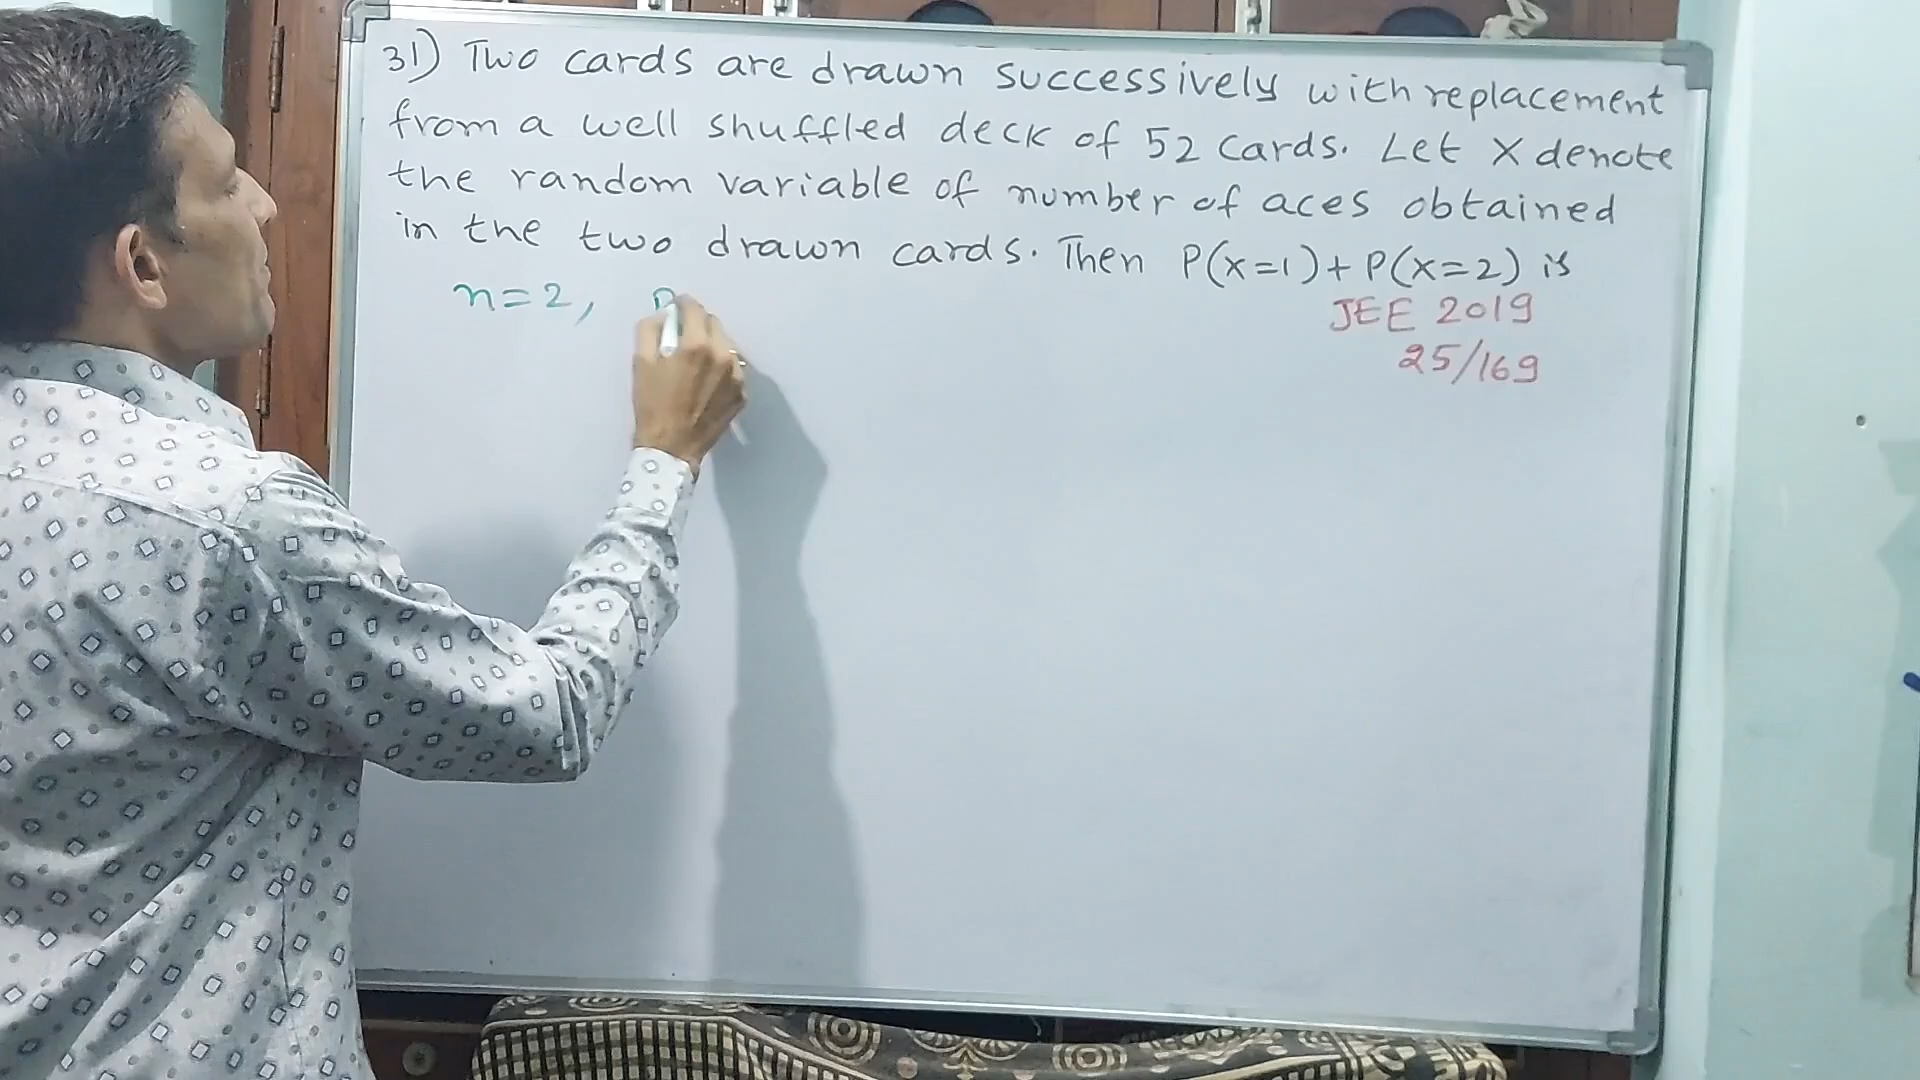 31) Two cards are drawn successively with replacement
from a well shuffled deck of 52 cards. Let X denote
the random variable of number of aces obtained
in the two drawn cards. Then P(X=1)+P(X=2) is
n=2,
JEE 2019
25/169